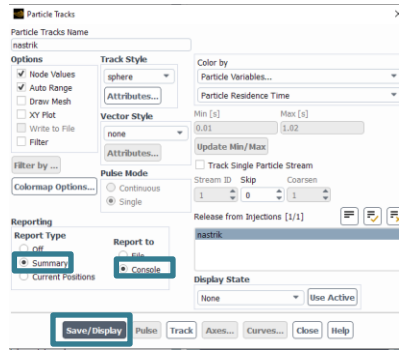 Particle Tracks
Particle Tracks Name
nastrik
Options
Node Values
Auto Range
Draw Mesh
XY Plot
Write to File
Filter
Filter by ...
Colormap Options...
Track Style
sphere
Attributes...
Vector Style
none
Attributes...
Pulse Mode
Continuous
Single
Color by
Particle Variables...
Particle Residence Time
Min [s] Max [s]
0.01 1.02
Update Min/Max
Track Single Particle Stream
Stream ID Skip Coarsen
1 0 1
Release from Injections [1/1]
nastrik
Reporting
Report Type
Off
Summary
Current Positions
Report to
File
Console
Display State
None Use Active
Save/Display Pulse Track Axes... Curves... Close Help